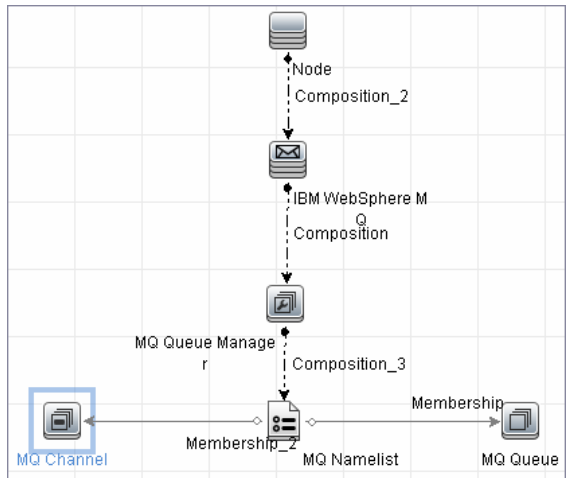 Node
Composition_2
IBM WebSphere M
Q
Composition
MQ Queue Manage
r
Composition_3
Membership
Membership_2
MQ Channel
MQ Namelist
MQ Queue